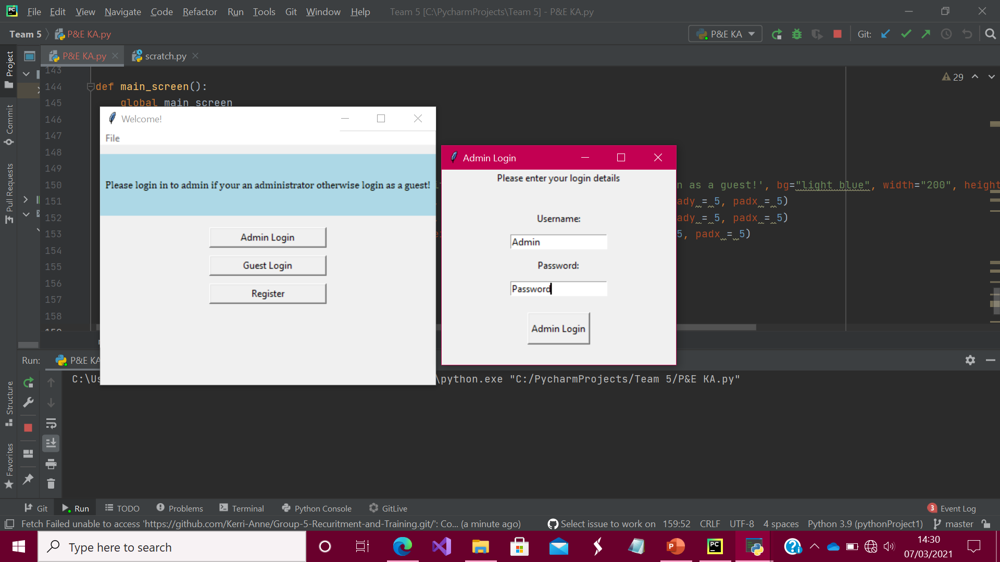 File Edit View Navigate Code Refactor Run Tools Git Window Help Team 5 [C:\PycharmProjects\Team 5] - P&E KA.py
Team 5 P&E KA.py P&E KA Git:
P&E KA.py scratch.py
Project
Commit
Pull Requests
Structure
Favorites
29
143
144 def main_screen():
145 global main_screen
146
147
148
149
150 n as a guest!', bg="light blue", width="200", height
151 ady = 5, padx = 5)
152 ady = 5, padx = 5)
153 5, padx = 5)
154
155
156
157
158
Welcome!
File
Please login in to admin if your an administrator otherwise login as a guest!
Admin Login
Guest Login
Register
Admin Login
Please enter your login details
Username:
Admin
Password:
Password
Admin Login
Run: P&E KA
C:\Us \python.exe "C:/PycharmProjects/Team 5/P&E KA.py"
Git Run TODO Problems Terminal Python Console GitLive 3 Event Log
Fetch Failed unable to access 'https://github.com/Kerri-Anne/Group-5-Recuritment-and-Training.git/': Co... (a minute ago) Select issue to work on 159:52 CRLF UTF-8 4 spaces Python 3.9 (pythonProject1) master
Type here to search
14:30
07/03/2021